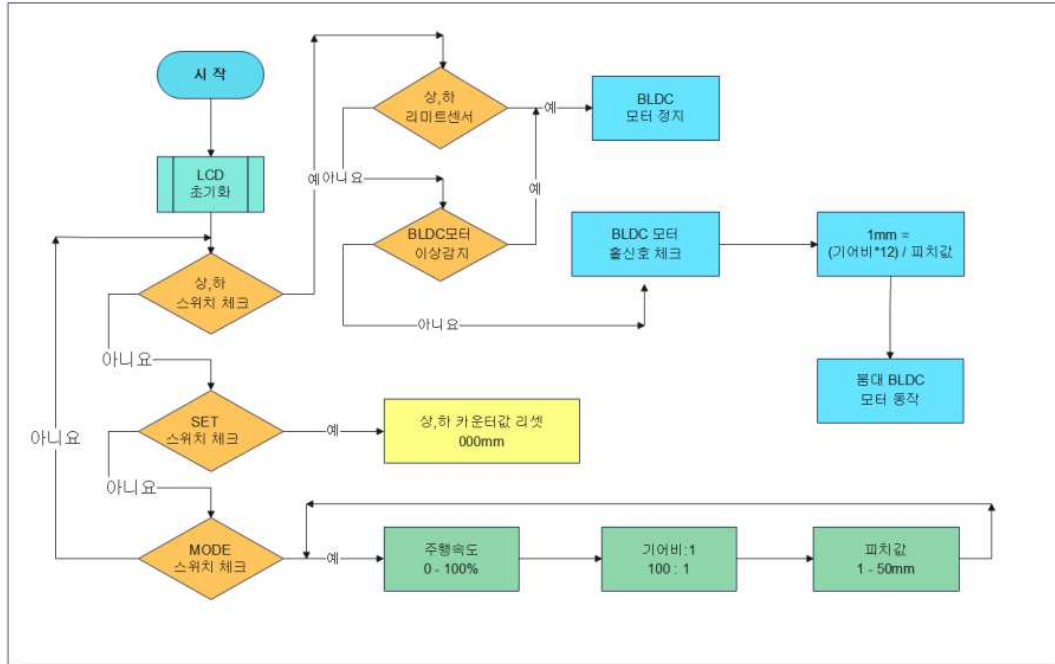 시 작
LCD
초기화
상,하
스위치 체크
예
상,하
리미트센서
예
BLDC
모터 정지
아니요
BLDC모터
이상감지
예
아니요
BLDC 모터
홀신호 체크
1mm =
(기어비*12) / 피치값
붐대 BLDC
모터 동작
아니요
SET
스위치 체크
예
상,하 카운터값 리셋
000mm
아니요
MODE
스위치 체크
아니요
예
주행속도
0 - 100%
기어비:1
100 : 1
피치값
1 - 50mm